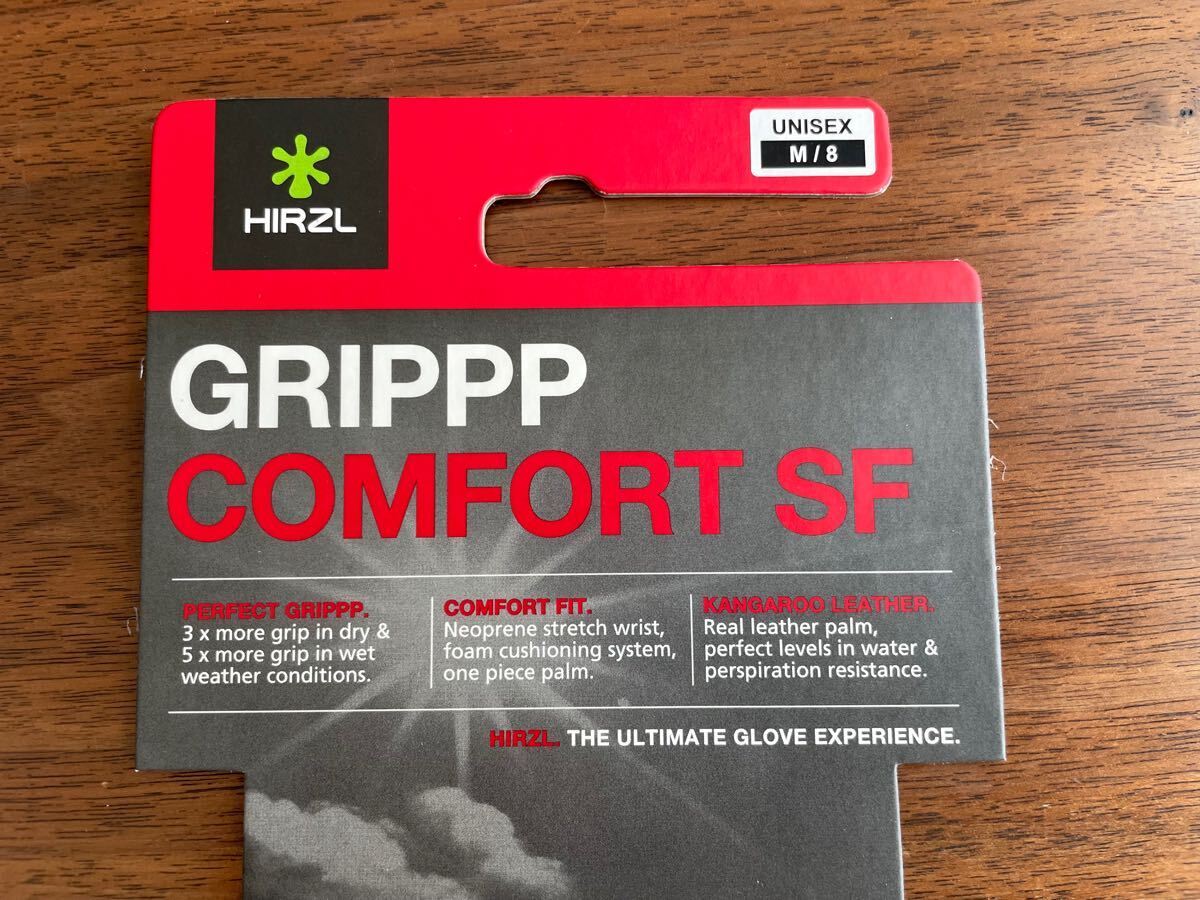 HIRZL
UNISEX
M / 8
GRIPPP
COMFORT SF
PERFECT GRIPPP.
3 x more grip in dry &
5 x more grip in wet
weather conditions.
COMFORT FIT.
Neoprene stretch wrist,
foam cushioning system,
one piece palm.
KANGAROO LEATHER.
Real leather palm,
perfect levels in water &
perspiration resistance.
HIRZL. THE ULTIMATE GLOVE EXPERIENCE.